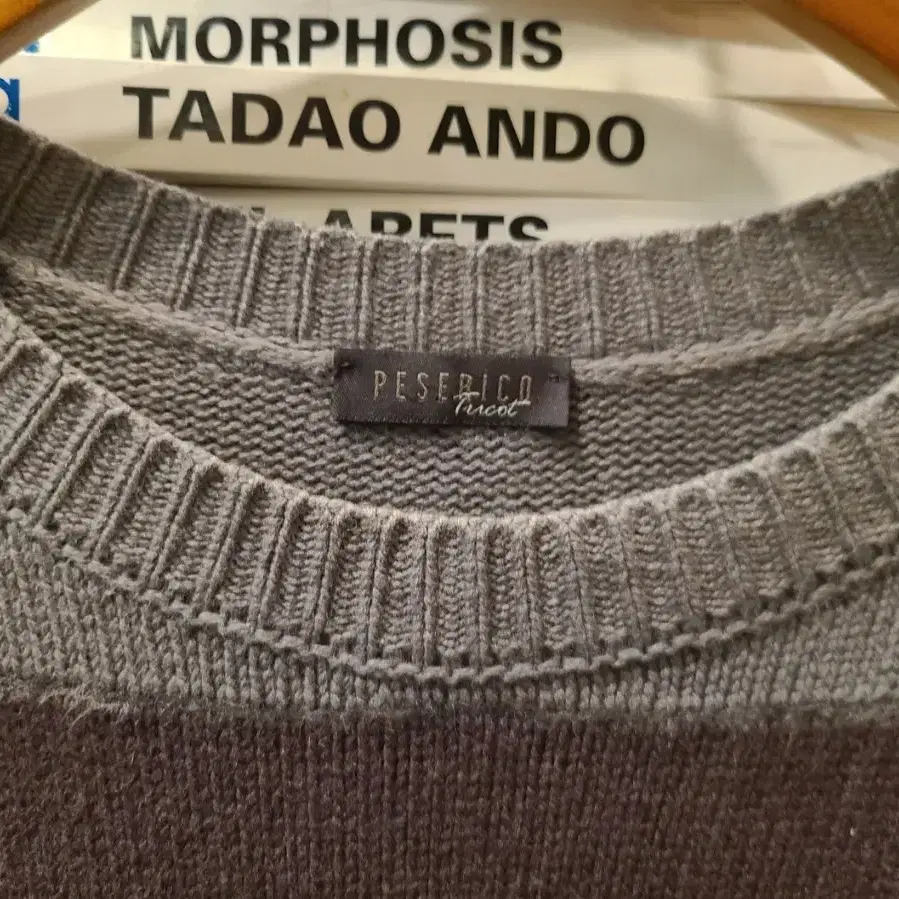 MORPHOSIS
TADAO ANDO
PESERICO
Tricot